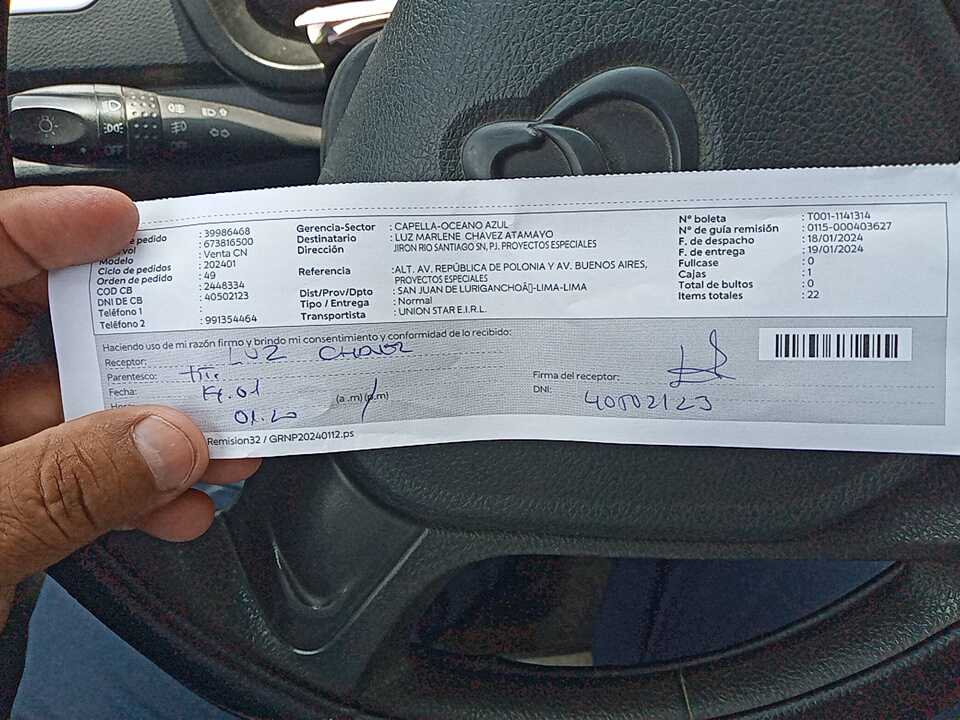 de pedido : 39986468
vol : 673816500
Modelo : Venta CN
Ciclo de pedidos : 202401
Orden de pedido : 49
COD CB : 2448334
DNI DE CB : 40502123
Teléfono 1 :
Teléfono 2 : 991354464
Gerencia-Sector : CAPELLA-OCEANO AZUL
Destinatario : LUZ MARLENE CHAVEZ ATAMAYO
Dirección JIRON RIO SANTIAGO SN, PJ. PROYECTOS ESPECIALES
Referencia :ALT. AV. REPÚBLICA DE POLONIA Y AV. BUENOS AIRES,
PROYECTOS ESPECIALES
Dist/Prov/Dpto : SAN JUAN DE LURIGANCHOÂ-LIMA-LIMA
Tipo / Entrega : Normal
Transportista : UNION STAR E.I.R.L.
N° boleta : T001-1141314
N° de guía remisión : 0115-000403627
F. de despacho : 18/01/2024
F. de entrega : 19/01/2024
Fullcase : 0
Cajas : 1
Total de bultos : 0
Items totales : 22
Haciendo uso de mi razón firmo y brindo mi consentimiento y conformidad de lo recibido:
Receptor: LUZ CHAVEZ
Parentesco:
Fecha:
Hora: 01.20 (a .m) (p.m)
Firma del receptor:
DNI: 40502123
Remision32 / GRNP20240112.ps
OFF